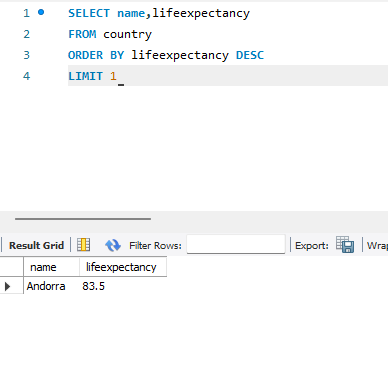 1 SELECT name,lifeexpectancy
2 FROM country
3 ORDER BY lifeexpectancy DESC
4 LIMIT 1
Result Grid Filter Rows: Export: Wrap
name lifeexpectancy
Andorra 83.5